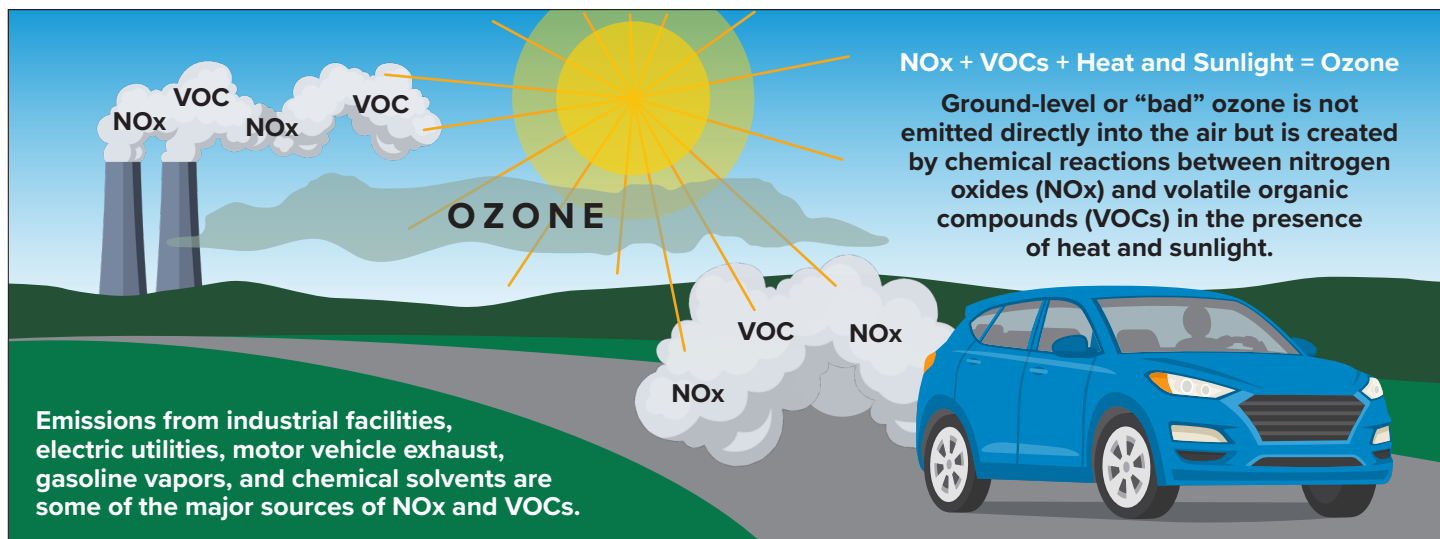 NOx
VOC
NOx
VOC
OZONE
NOx + VOCs + Heat and Sunlight = Ozone
Ground-level or “bad” ozone is not
emitted directly into the air but is created
by chemical reactions between nitrogen
oxides (NOx) and volatile organic
compounds (VOCs) in the presence
of heat and sunlight.
VOC
NOx
NOx
Emissions from industrial facilities,
electric utilities, motor vehicle exhaust,
gasoline vapors, and chemical solvents are
some of the major sources of NOx and VOCs.